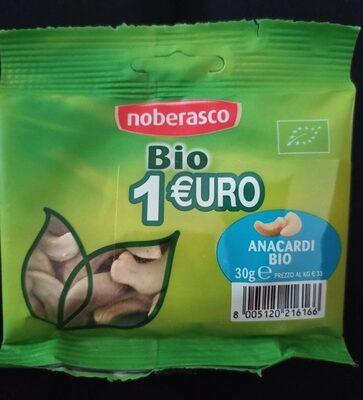 noberasco
Bio
1 €URO
ANACARDI
BIO
30g e PREZZO AL KG € 33
8 005120 216166